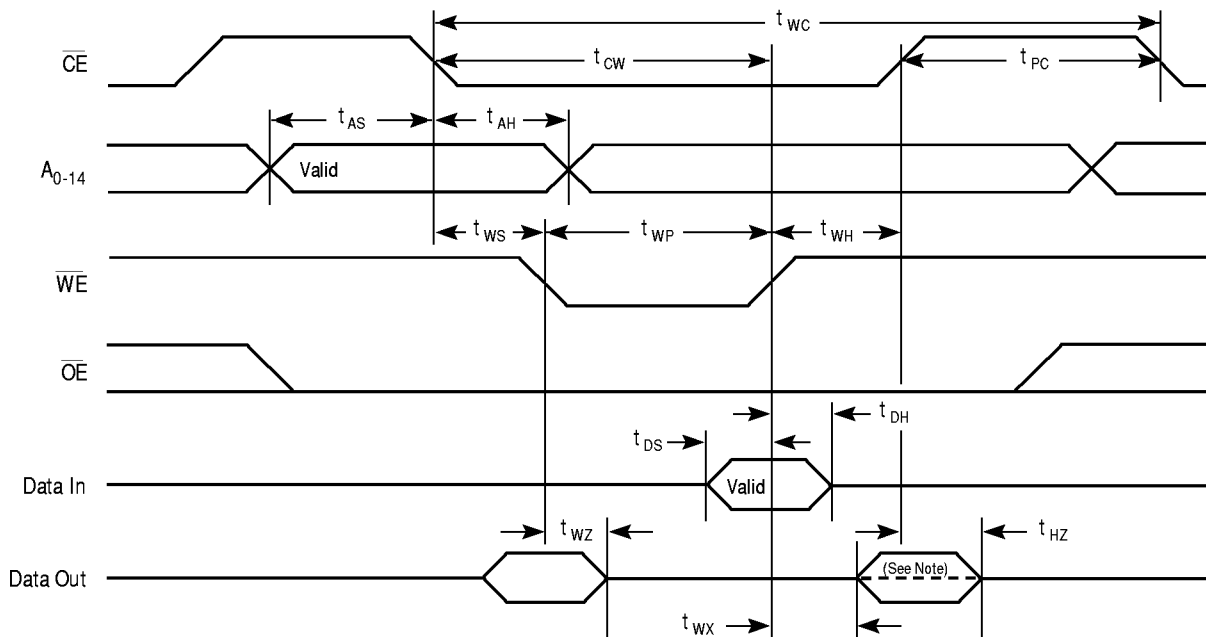 t WC
CE
t CW
t PC
t AS
t AH
A0-14
Valid
t WS
t WP
t WH
WE
OE
t DH
t DS
Data In
Valid
t WZ
t HZ
Data Out
(See Note)
t WX